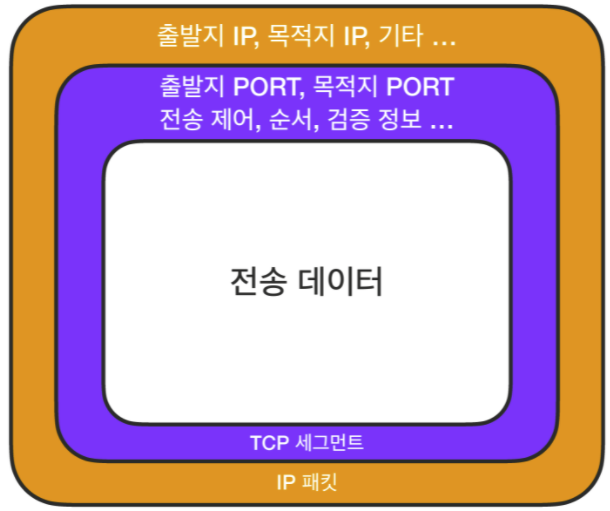 출발지 IP, 목적지 IP, 기타 ...
출발지 PORT, 목적지 PORT
전송 제어, 순서, 검증 정보 ...
전송 데이터
TCP 세그먼트
IP 패킷